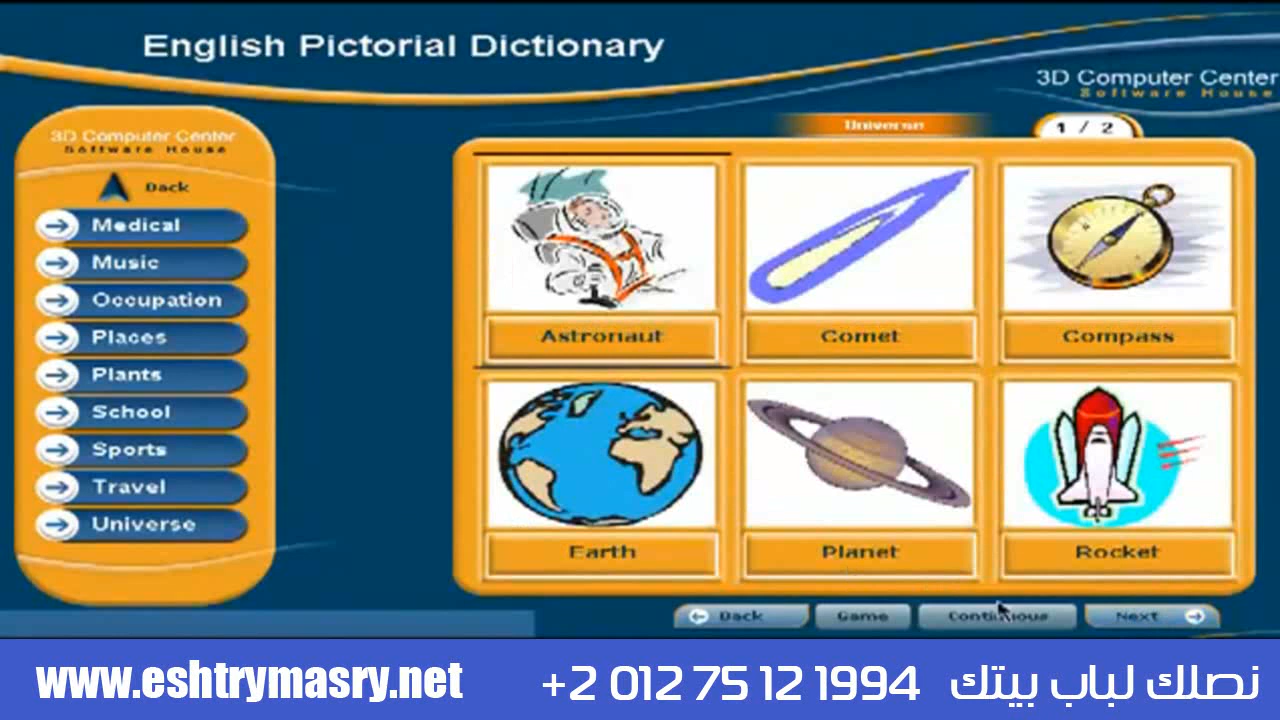 English Pictorial Dictionary
3D Computer Center
Software House
3D Computer Center
Software House
Back
Medical
Music
Occupation
Places
Plants
School
Sports
Travel
Universe
Universe
1 / 2
Astronaut
Comet
Compass
Earth
Planet
Rocket
Back
Game
Continuous
Next
www.eshtrymasry.net
+2 012 75 12 1994 نصلك لباب بيتك